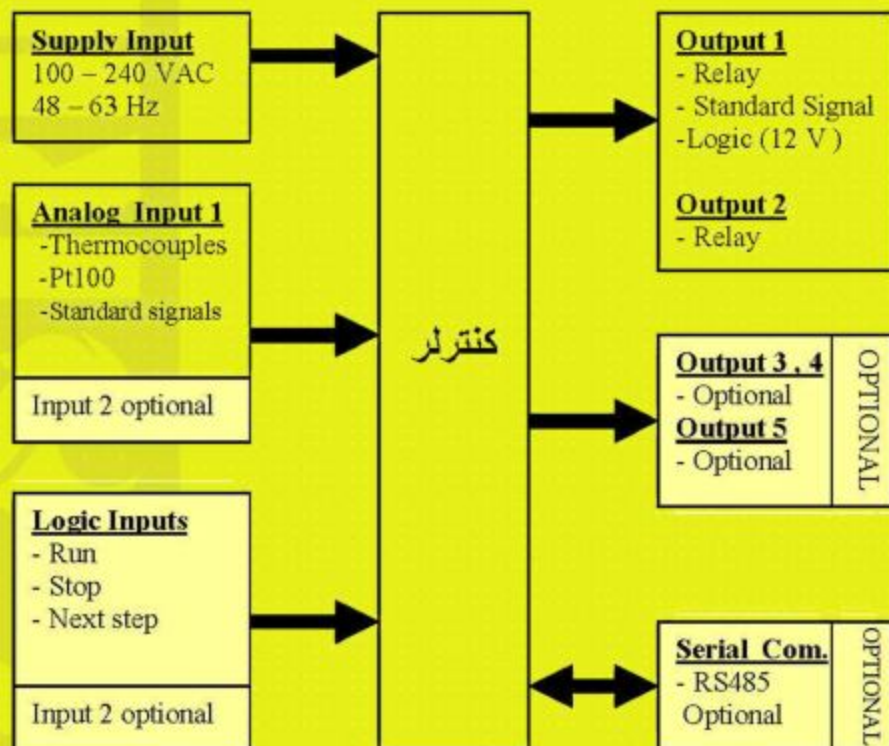 Supply Input
100 – 240 VAC
48 – 63 Hz
Analog Input 1
-Thermocouples
-Pt100
-Standard signals
Input 2 optional
Logic Inputs
- Run
- Stop
- Next step
Input 2 optional
کنترلر
Output 1
- Relay
- Standard Signal
-Logic (12 V )
Output 2
- Relay
Output 3 , 4
- Optional
Output 5
- Optional
OPTIONAL
Serial Com.
- RS485
Optional
OPTIONAL